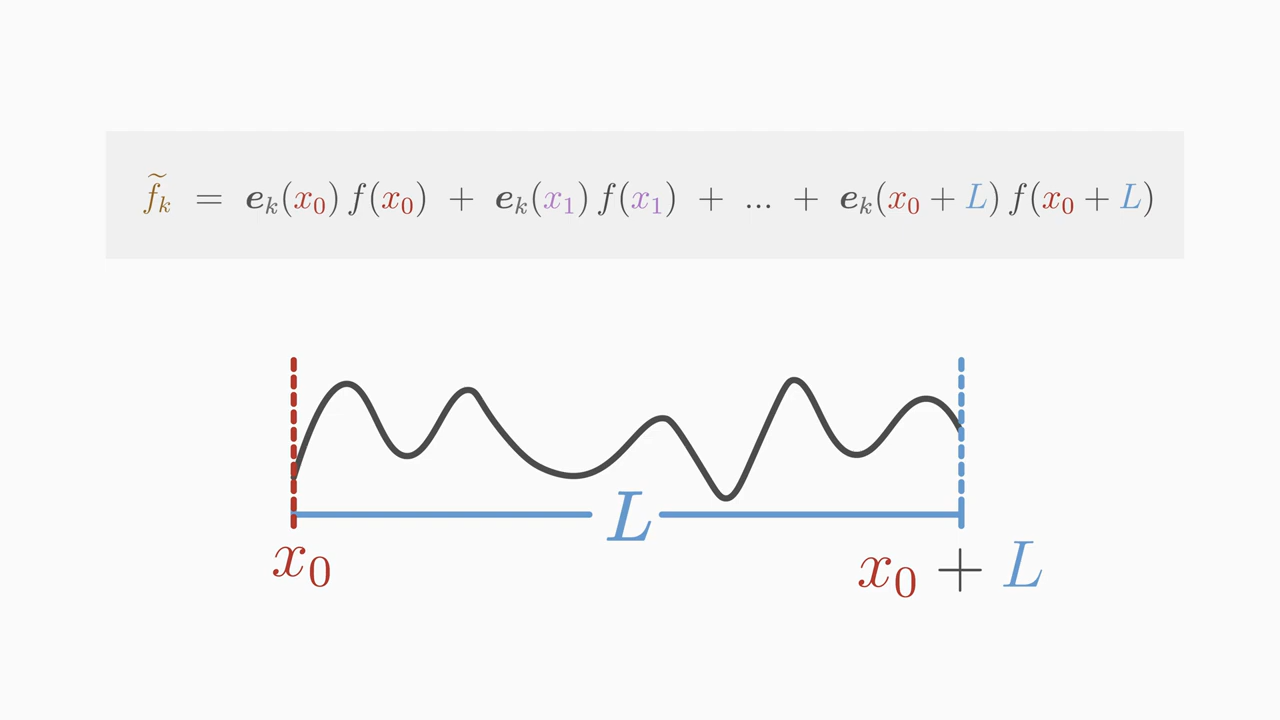 f̃ₖ = eₖ(x₀) f(x₀) + eₖ(x₁) f(x₁) + ... + eₖ(x₀ + L) f(x₀ + L)
L
x₀ x₀ + L